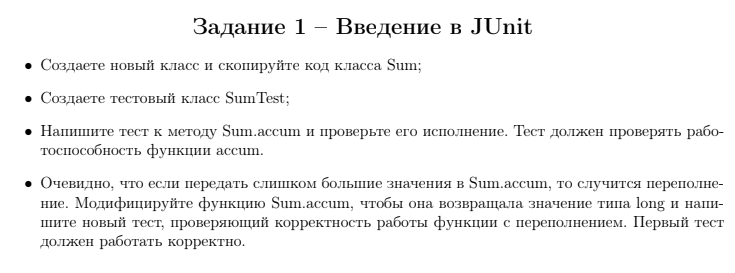 Задание 1 – Введение в JUnit
• Создаете новый класс и скопируйте код класса Sum;
• Создаете тестовый класс SumTest;
• Напишите тест к методу Sum.accum и проверьте его исполнение. Тест должен проверять рабо-
тоспособность функции accum.
• Очевидно, что если передать слишком большие значения в Sum.accum, то случится переполне-
ние. Модифицируйте функцию Sum.accum, чтобы она возвращала значение типа long и напи-
шите новый тест, проверяющий корректность работы функции с переполнением. Первый тест
должен работать корректно.